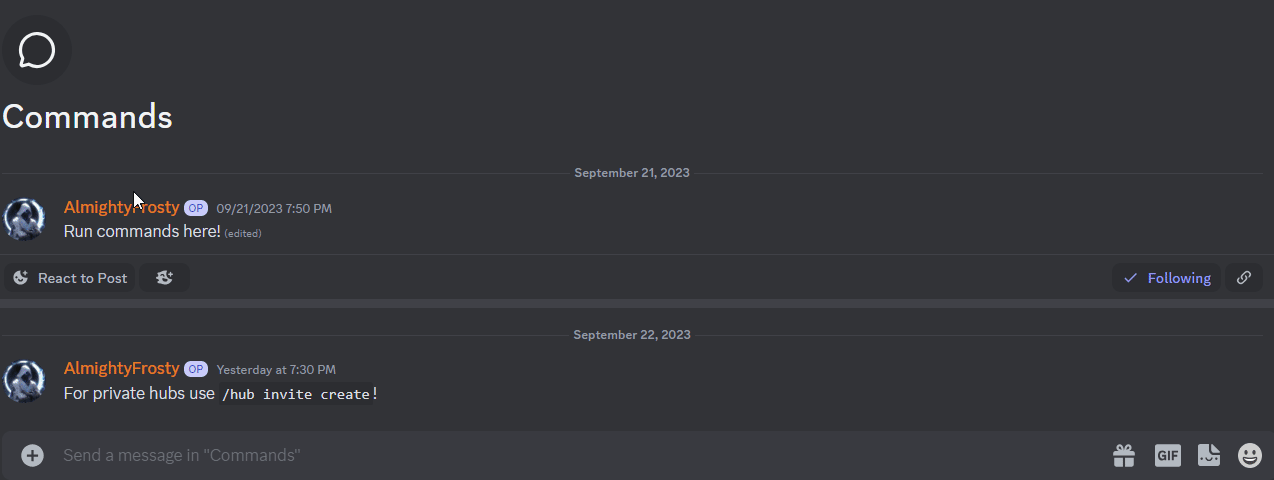 Commands
September 21, 2023
AlmightyFrosty OP 09/21/2023 7:50 PM
Run commands here! (edited)
React to Post Following
September 22, 2023
AlmightyFrosty OP Yesterday at 7:30 PM
For private hubs use /hub invite create!
Send a message in "Commands" GIF